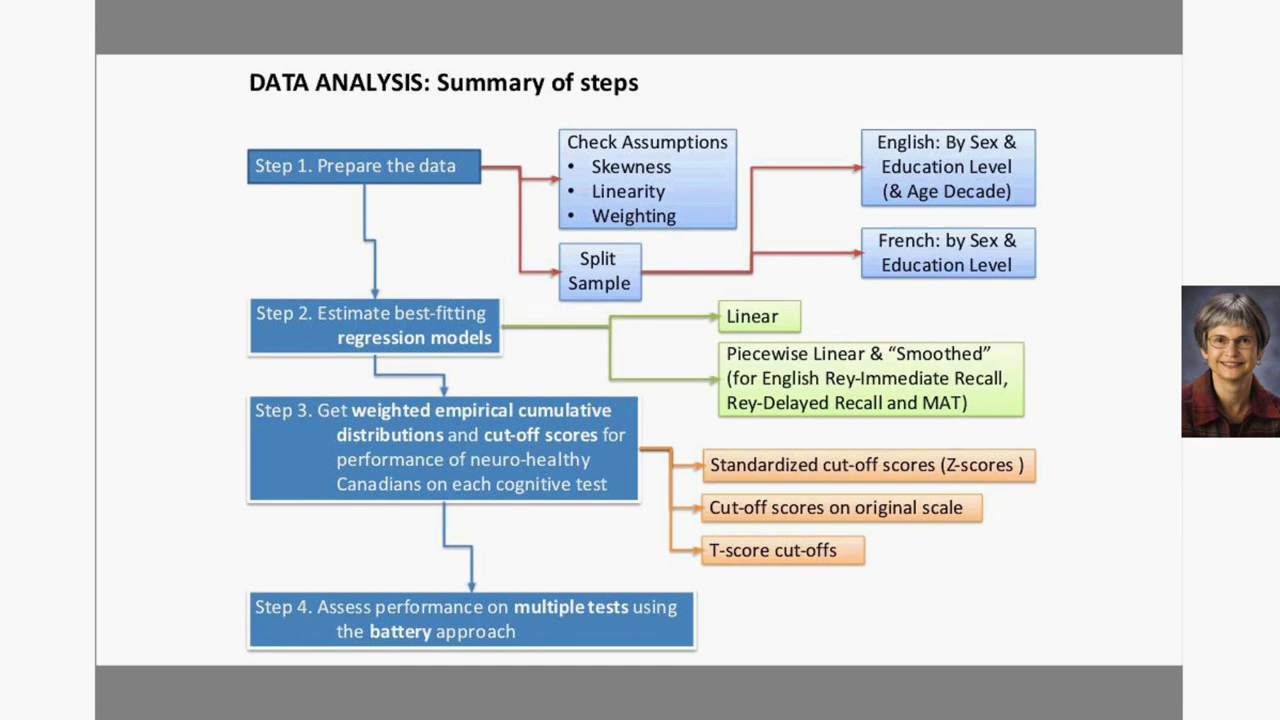 DATA ANALYSIS: Summary of steps
Step 1. Prepare the data
Check Assumptions
• Skewness
• Linearity
• Weighting
Split
Sample
English: By Sex &
Education Level
(& Age Decade)
French: by Sex &
Education Level
Step 2. Estimate best-fitting
regression models
Linear
Piecewise Linear & “Smoothed”
(for English Rey-Immediate Recall,
Rey-Delayed Recall and MAT)
Step 3. Get weighted empirical cumulative
distributions and cut-off scores for
performance of neuro-healthy
Canadians on each cognitive test
Standardized cut-off scores (Z-scores )
Cut-off scores on original scale
T-score cut-offs
Step 4. Assess performance on multiple tests using
the battery approach